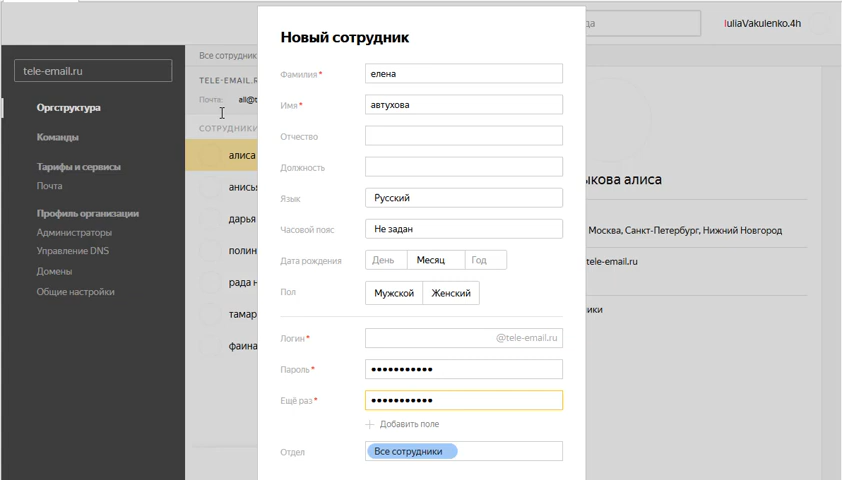 Новый сотрудник
да
IuliaVakulenko.4h
tele-email.ru
Оргструктура
Команды
Тарифы и сервисы
Почта
Профиль организации
Администраторы
Управление DNS
Домены
Общие настройки
Все сотрудник
TELE-EMAIL.R
Почта: all@t
СОТРУДНИКИ
алиса
анисья
дарья
полин
рада н
тамар
фаина
Фамилия* елена
Имя* автухова
Отчество
Должность
Язык Русский
Часовой пояс Не задан
Дата рождения День Месяц Год
Пол Мужской Женский
Логин* @tele-email.ru
Пароль* •••••••••••
Ещё раз* •••••••••••
+ Добавить поле
Отдел Все сотрудники
ыкова алиса
Москва, Санкт-Петербург, Нижний Новгород
tele-email.ru
ики